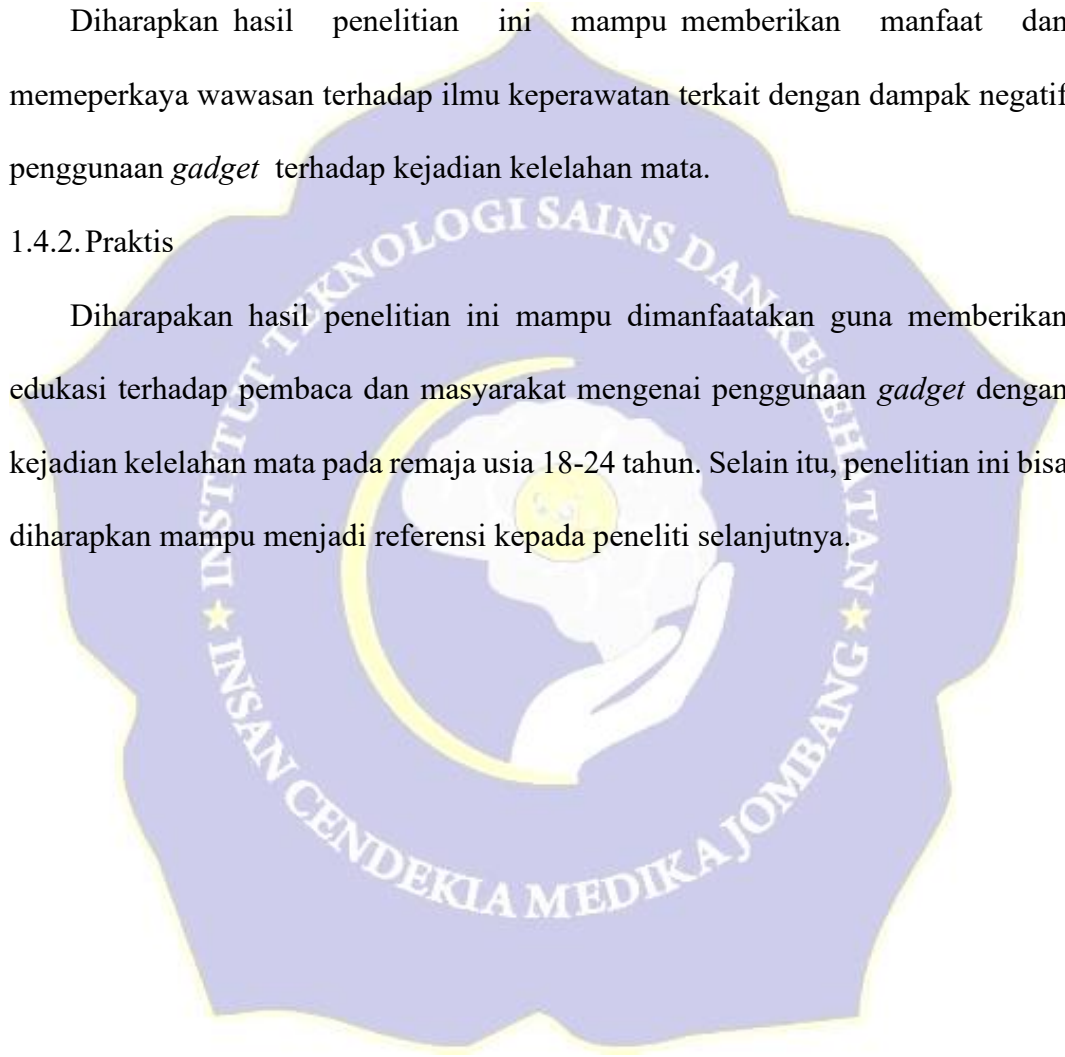 Diharapkan hasil penelitian ini mampu memberikan manfaat dan
memeperkaya wawasan terhadap ilmu keperawatan terkait dengan dampak negatif
penggunaan gadget terhadap kejadian kelelahan mata.
1.4.2. Praktis
Diharapakan hasil penelitian ini mampu dimanfaatakan guna memberikan
edukasi terhadap pembaca dan masyarakat mengenai penggunaan gadget dengan
kejadian kelelahan mata pada remaja usia 18-24 tahun. Selain itu, penelitian ini bisa
diharapkan mampu menjadi referensi kepada peneliti selanjutnya.
INSTITUT TEKNOLOGI SAINS DAN KESEHATAN
INSAN CENDEKIA MEDIKA JOMBANG